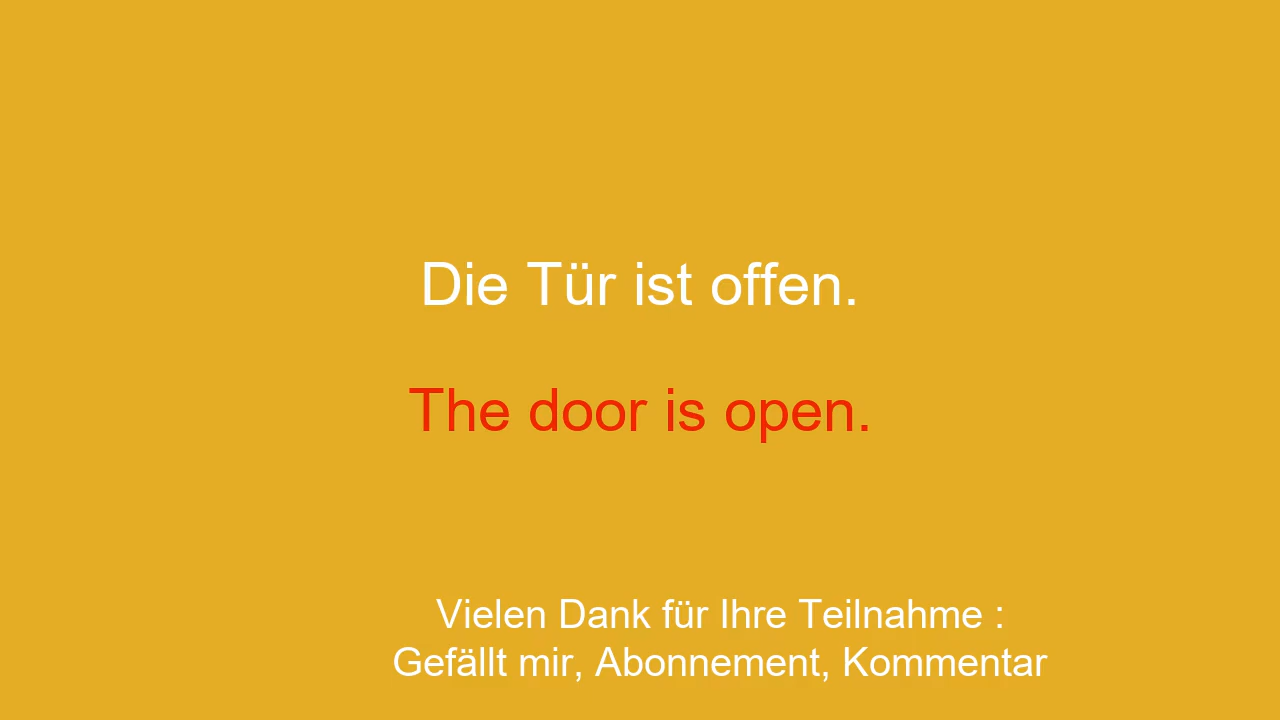 Die Tür ist offen.
The door is open.
Vielen Dank für Ihre Teilnahme :
Gefällt mir, Abonnement, Kommentar